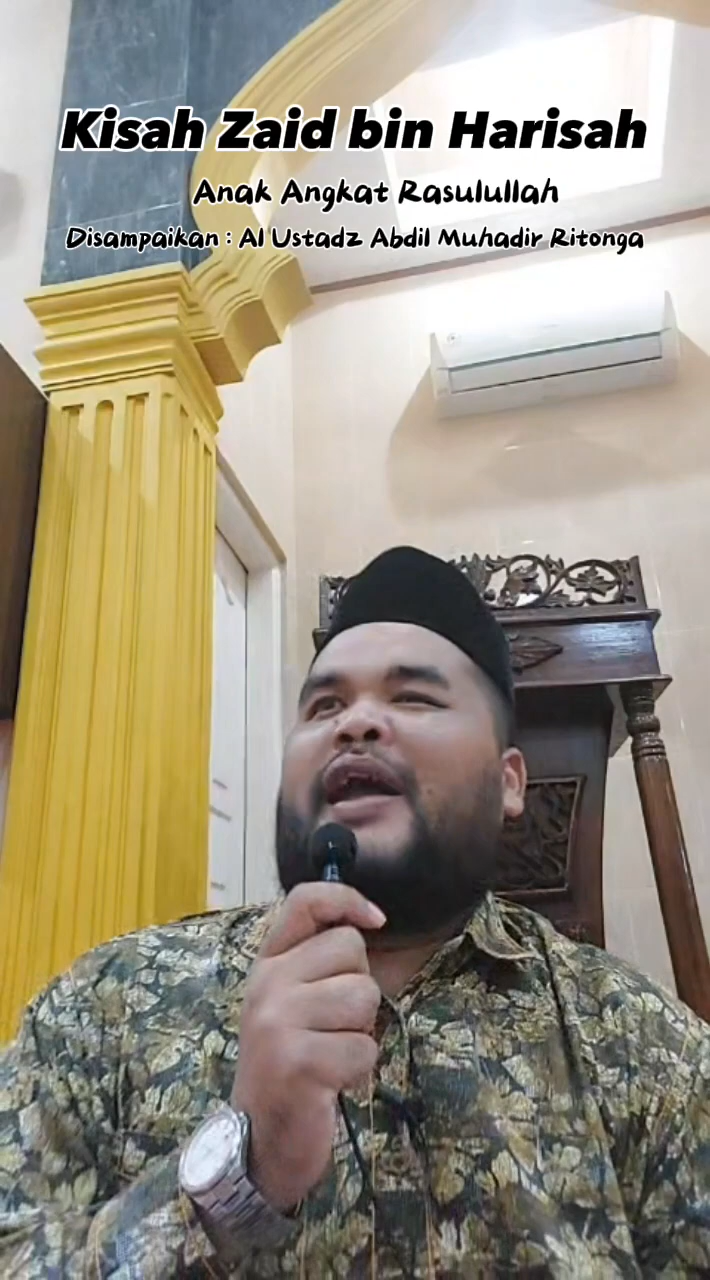 Kisah Zaid bin Harisah
Anak Angkat Rasulullah
Disampaikan : Al Ustadz Abdil Muhadir Ritonga